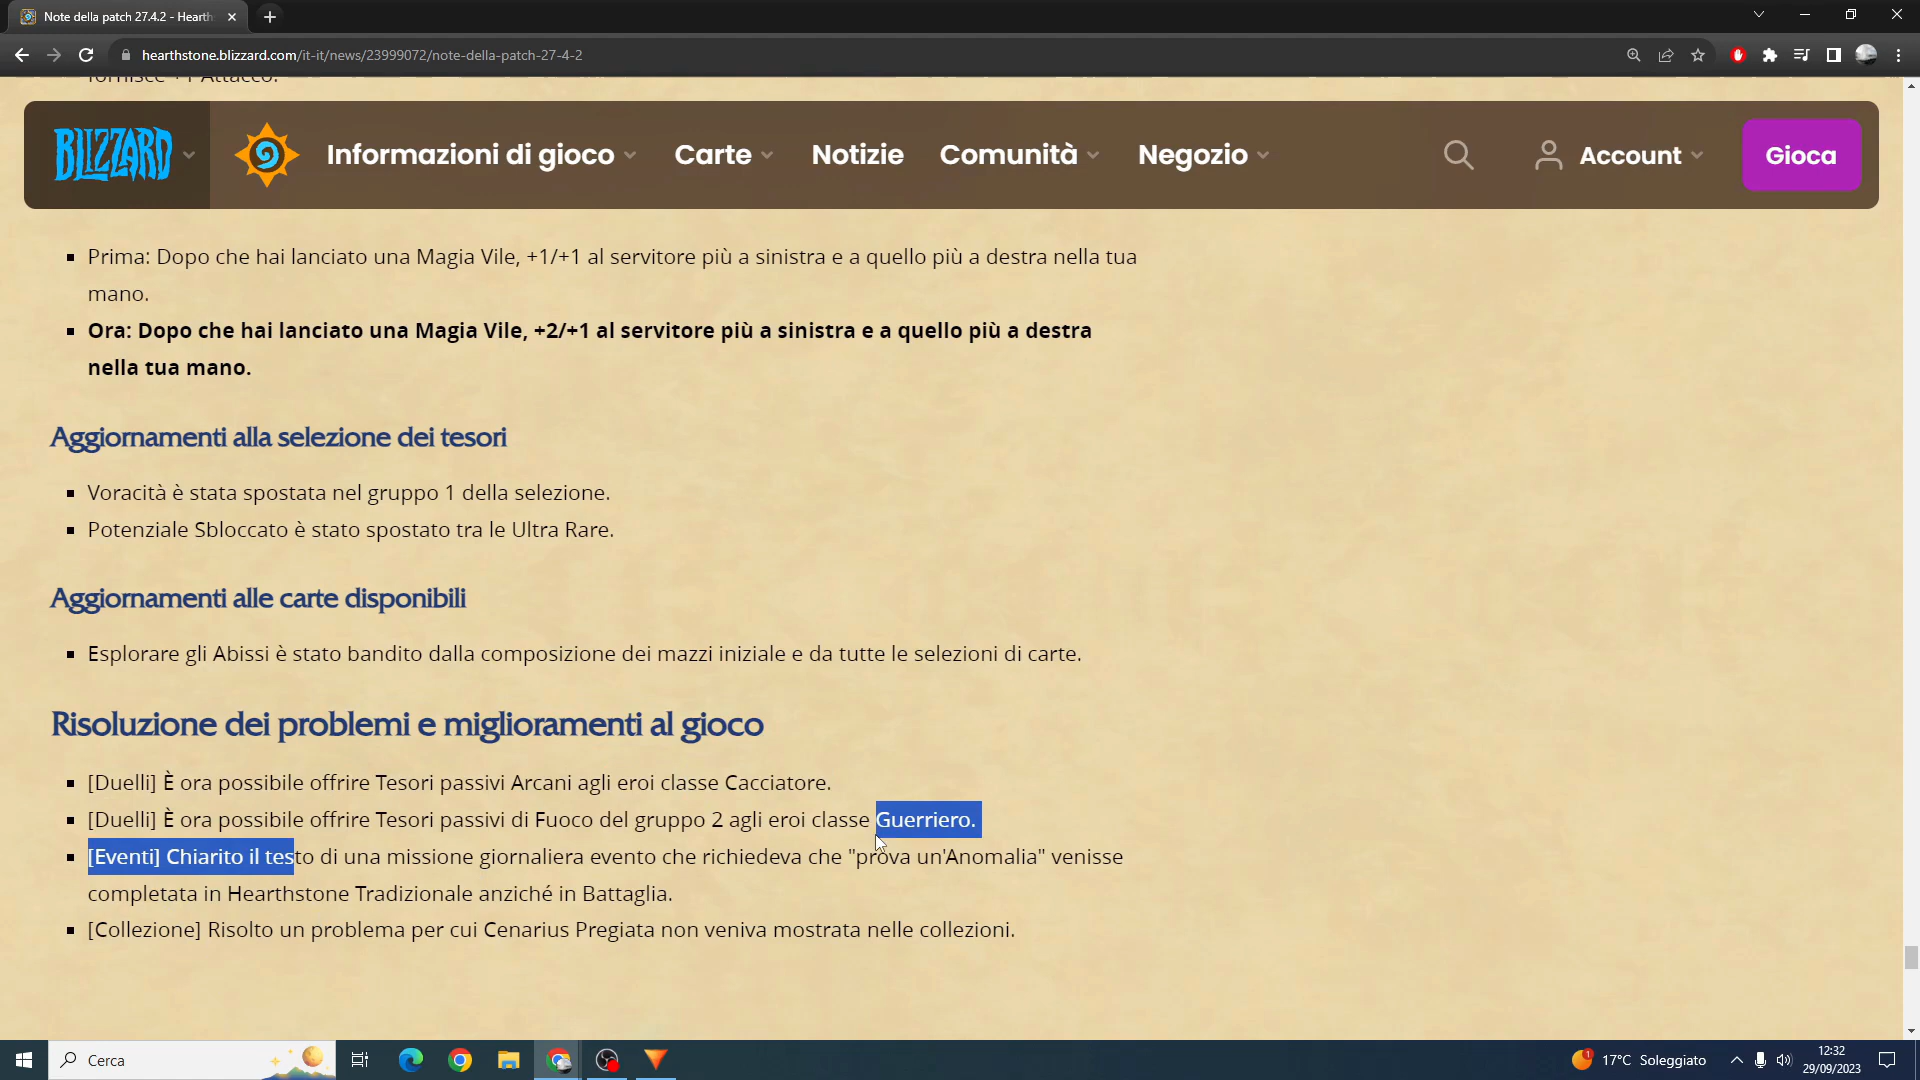 Note della patch 27.4.2 - Hearth
hearthstone.blizzard.com/it-it/news/23999072/note-della-patch-27-4-2
fornisce +1 Attacco.
BLIZZARD
Informazioni di gioco
Carte
Notizie
Comunità
Negozio
Account
Gioca
Prima: Dopo che hai lanciato una Magia Vile, +1/+1 al servitore più a sinistra e a quello più a destra nella tua
mano.
Ora: Dopo che hai lanciato una Magia Vile, +2/+1 al servitore più a sinistra e a quello più a destra
nella tua mano.
Aggiornamenti alla selezione dei tesori
Voracità è stata spostata nel gruppo 1 della selezione.
Potenziale Sbloccato è stato spostato tra le Ultra Rare.
Aggiornamenti alle carte disponibili
Esplorare gli Abissi è stato bandito dalla composizione dei mazzi iniziale e da tutte le selezioni di carte.
Risoluzione dei problemi e miglioramenti al gioco
[Duelli] È ora possibile offrire Tesori passivi Arcani agli eroi classe Cacciatore.
[Duelli] È ora possibile offrire Tesori passivi di Fuoco del gruppo 2 agli eroi classe Guerriero.
[Eventi] Chiarito il testo di una missione giornaliera evento che richiedeva che "prova un'Anomalia" venisse
completata in Hearthstone Tradizionale anziché in Battaglia.
[Collezione] Risolto un problema per cui Cenarius Pregiata non veniva mostrata nelle collezioni.
Cerca
1
17°C Soleggiato
12:32
29/09/2023